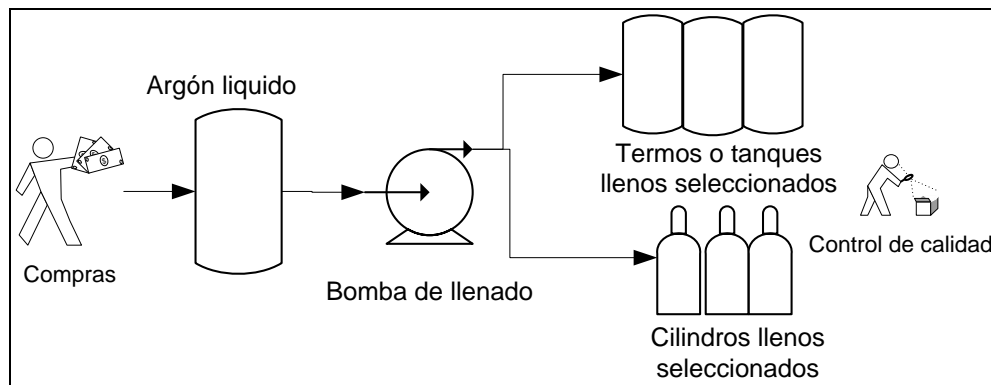 Argón liquido
Compras
Bomba de llenado
Termos o tanques
llenos seleccionados
Control de calidad
Cilindros llenos
seleccionados